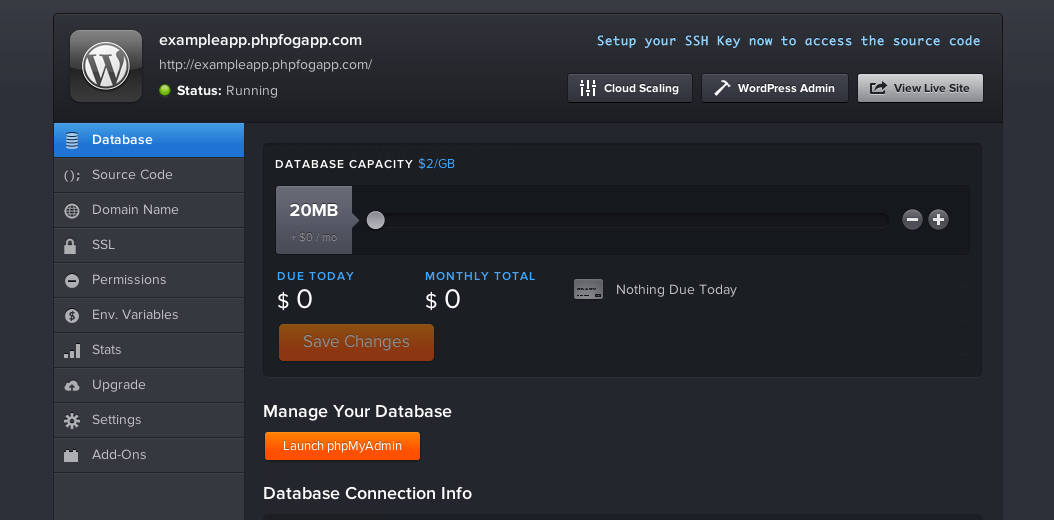 exampleapp.phpfogapp.com
http://exampleapp.phpfogapp.com/
Status: Running
Setup your SSH Key now to access the source code
Cloud Scaling
WordPress Admin
View Live Site
Database
(); Source Code
Domain Name
SSL
Permissions
Env. Variables
Stats
Upgrade
Settings
Add-Ons
DATABASE CAPACITY $2/GB
20MB
+ $0 / mo
DUE TODAY
$ 0
MONTHLY TOTAL
$ 0
Nothing Due Today
Save Changes
Manage Your Database
Launch phpMyAdmin
Database Connection Info